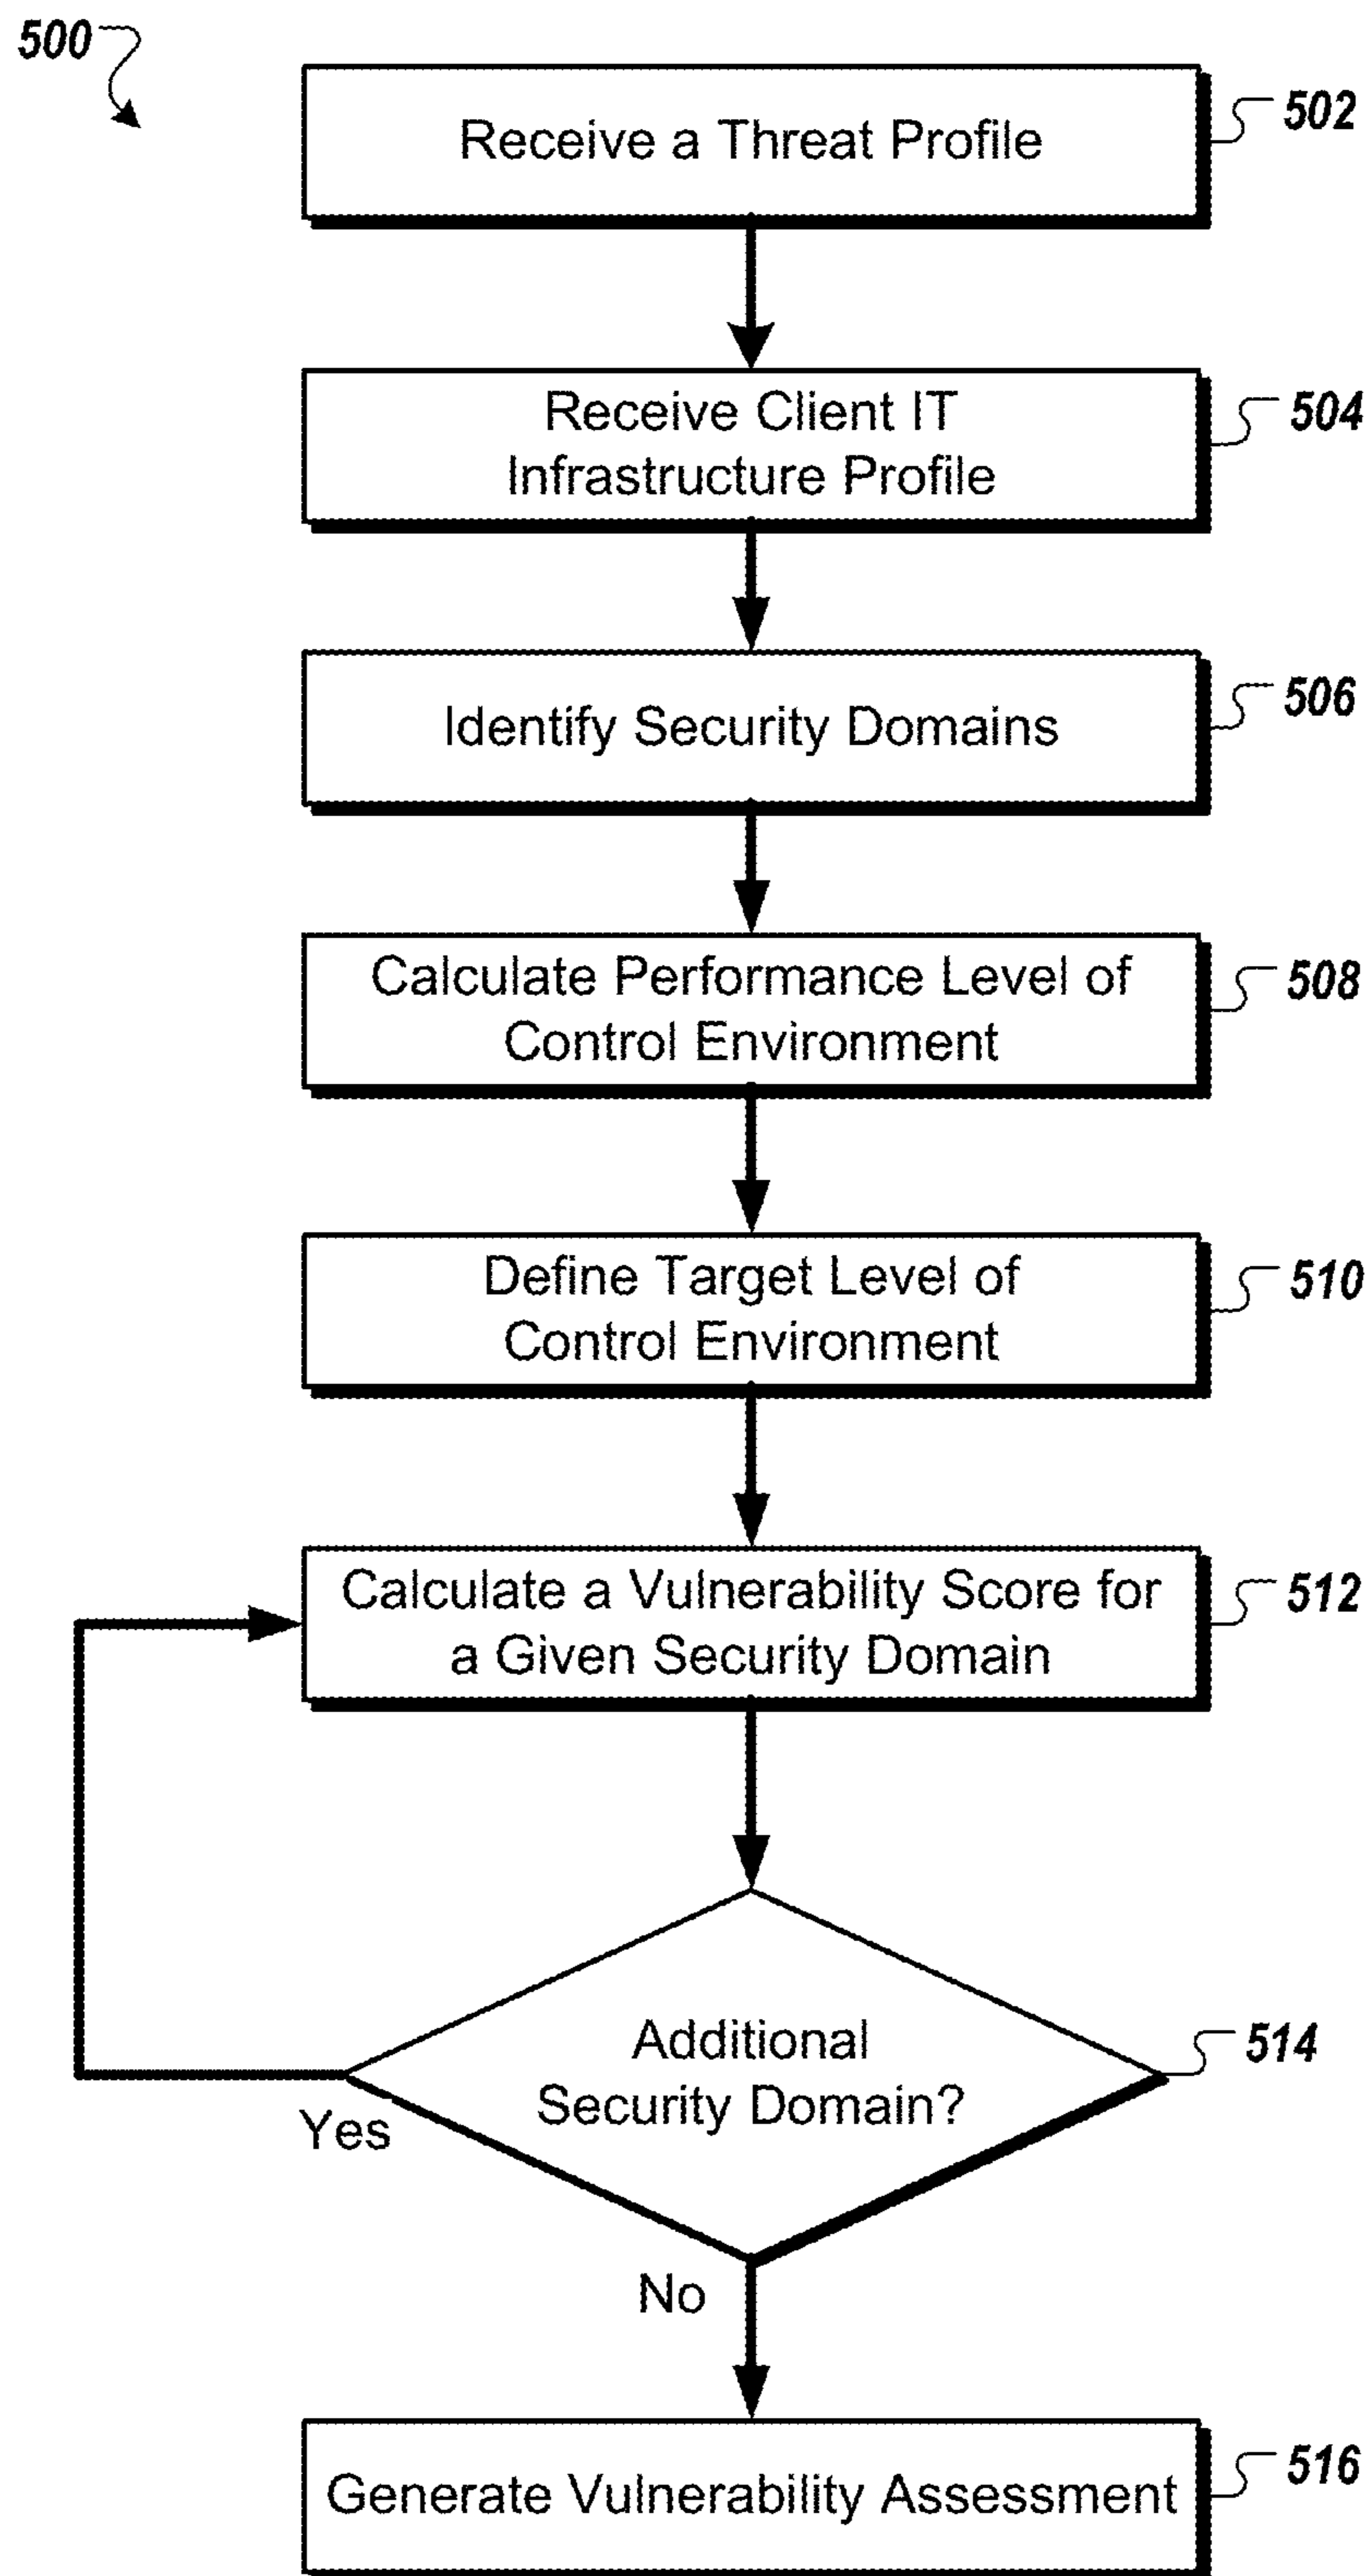 500
Receive a Threat Profile
502
Receive Client IT
Infrastructure Profile
504
Identify Security Domains
506
Calculate Performance Level of
Control Environment
508
Define Target Level of
Control Environment
510
Calculate a Vulnerability Score for
a Given Security Domain
512
Additional
Security Domain?
514
Yes
No
Generate Vulnerability Assessment
516